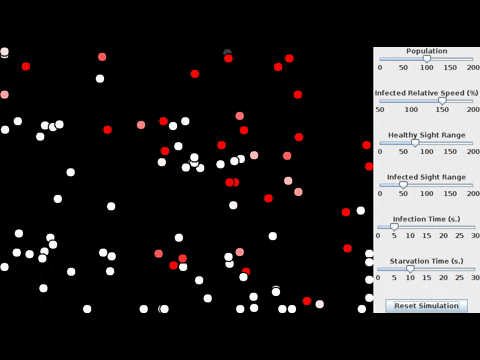 Population
0 50 100 150 200
Infected Relative Speed (%)
50 100 150 200
Healthy Sight Range
0 50 100 150 200
Infected Sight Range
0 50 100 150 200
Infection Time (s.)
0 5 10 15 20 25 30
Starvation Time (s.)
0 5 10 15 20 25 30
Reset Simulation